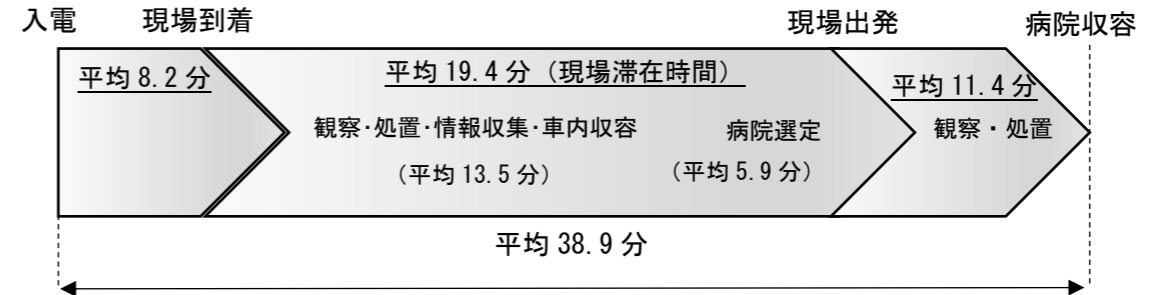 入電 現場到着 現場出発 病院収容
平均 8.2 分 平均 19.4 分（現場滞在時間） 平均 11.4 分
観察･処置･情報収集･車内収容 病院選定 観察・処置
（平均 13.5 分） （平均 5.9 分）
平均 38.9 分